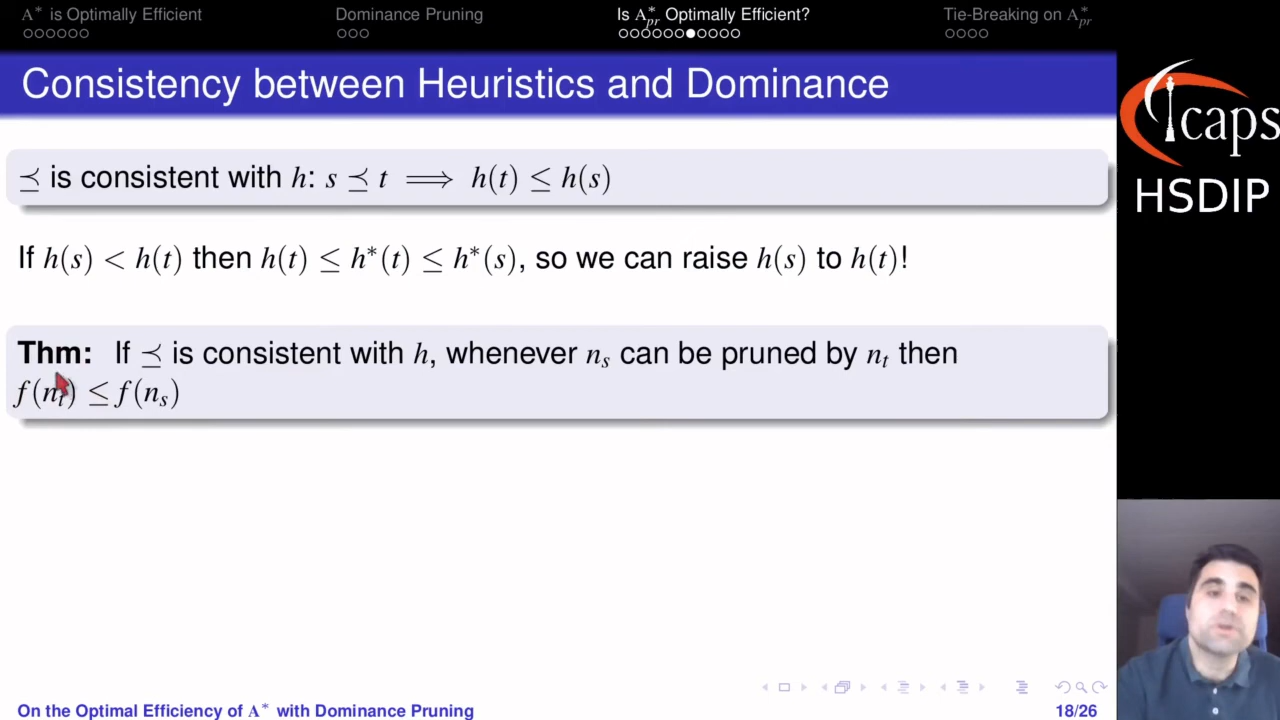 A* is Optimally Efficient
Dominance Pruning
Is A*pr Optimally Efficient?
Tie-Breaking on A*pr
Consistency between Heuristics and Dominance
⪯ is consistent with h: s ⪯ t ⟹ h(t) ≤ h(s)
If h(s) < h(t) then h(t) ≤ h*(t) ≤ h*(s), so we can raise h(s) to h(t)!
Thm: If ⪯ is consistent with h, whenever nₛ can be pruned by nₜ then
f(nₜ) ≤ f(nₛ)
On the Optimal Efficiency of A* with Dominance Pruning
18/26
icaps
HSDIP